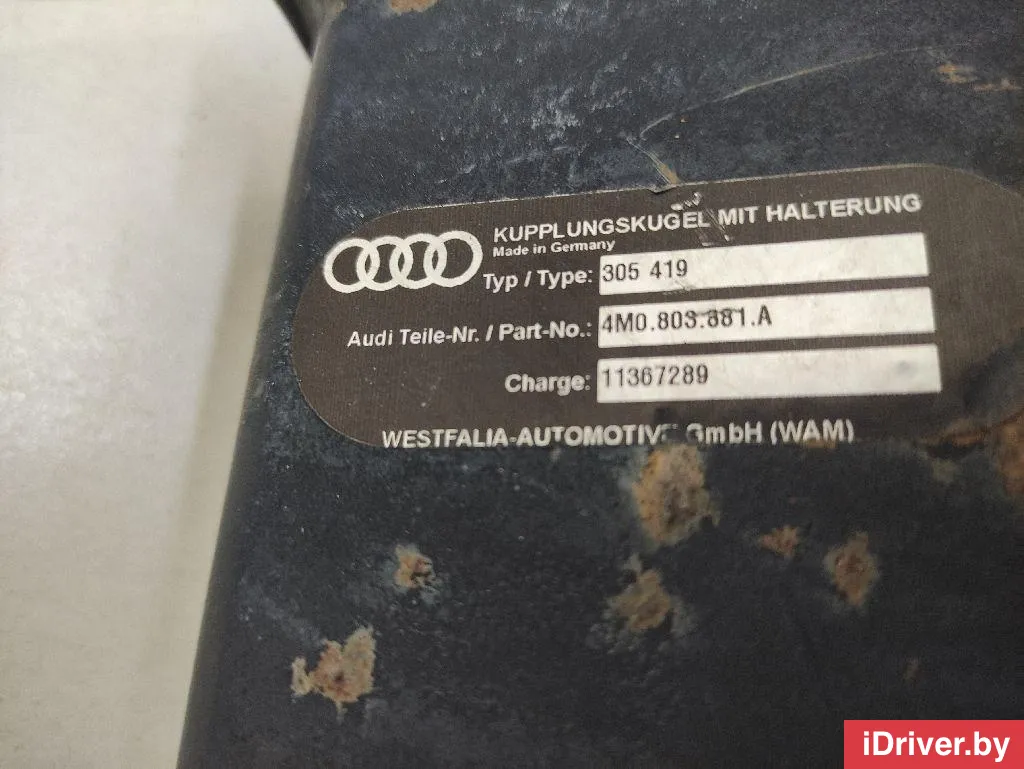 KUPPLUNGSKUGEL MIT HALTERUNG
Made in Germany
Typ / Type: 305 419
Audi Teile-Nr. / Part-No.: 4M0.803.881.A
Charge: 11367289
WESTFALIA-AUTOMOTIVE GmbH (WAM)
iDriver.by